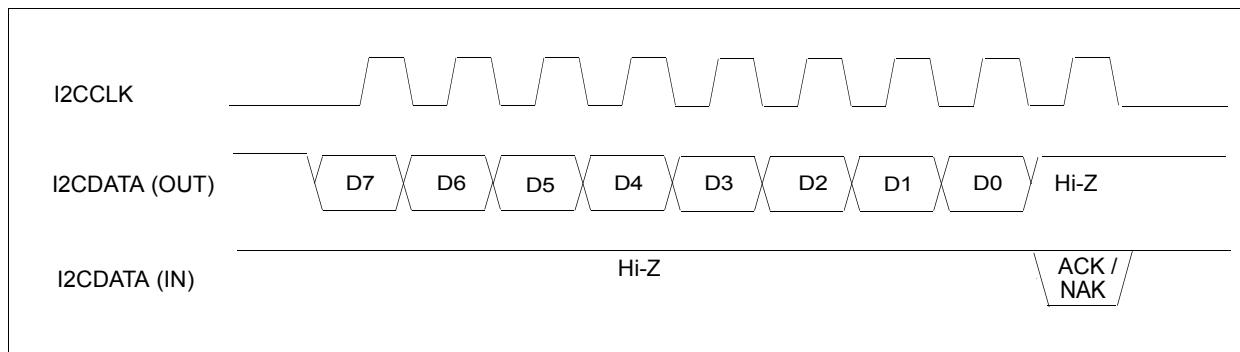 I2CCLK
I2CDATA (OUT)
D7 D6 D5 D4 D3 D2 D1 D0 Hi-Z
I2CDATA (IN)
Hi-Z
ACK /
NAK